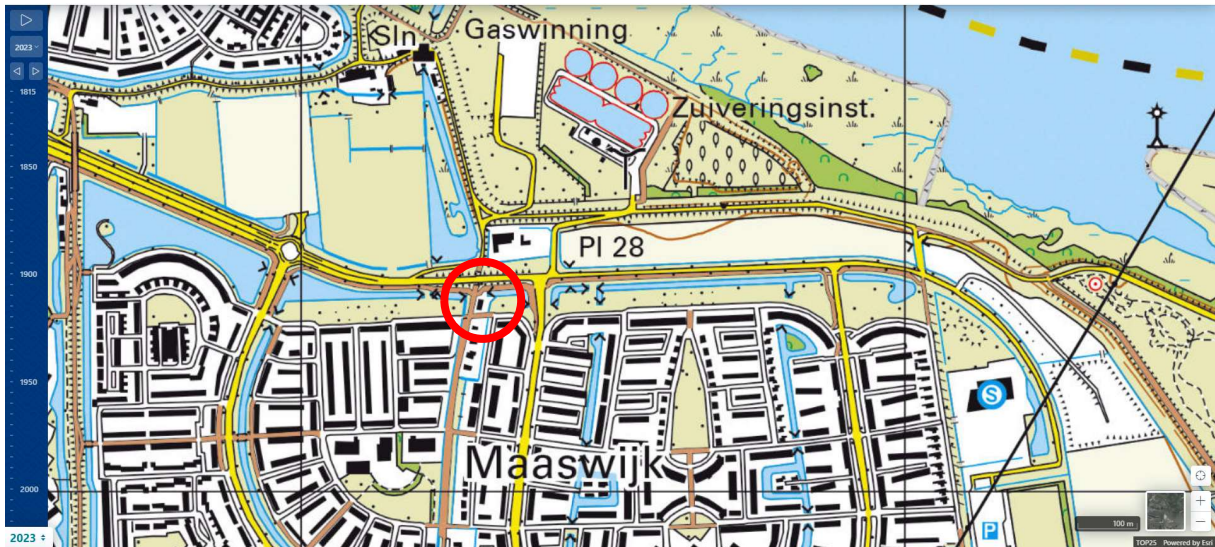 2023
1815
1850
1900
1950
2000
2023
Sln
Gaswinning
Zuiveringsinst.
Pl 28
Maaswijk
S
P
100 m
TOP25 Powered by Esri